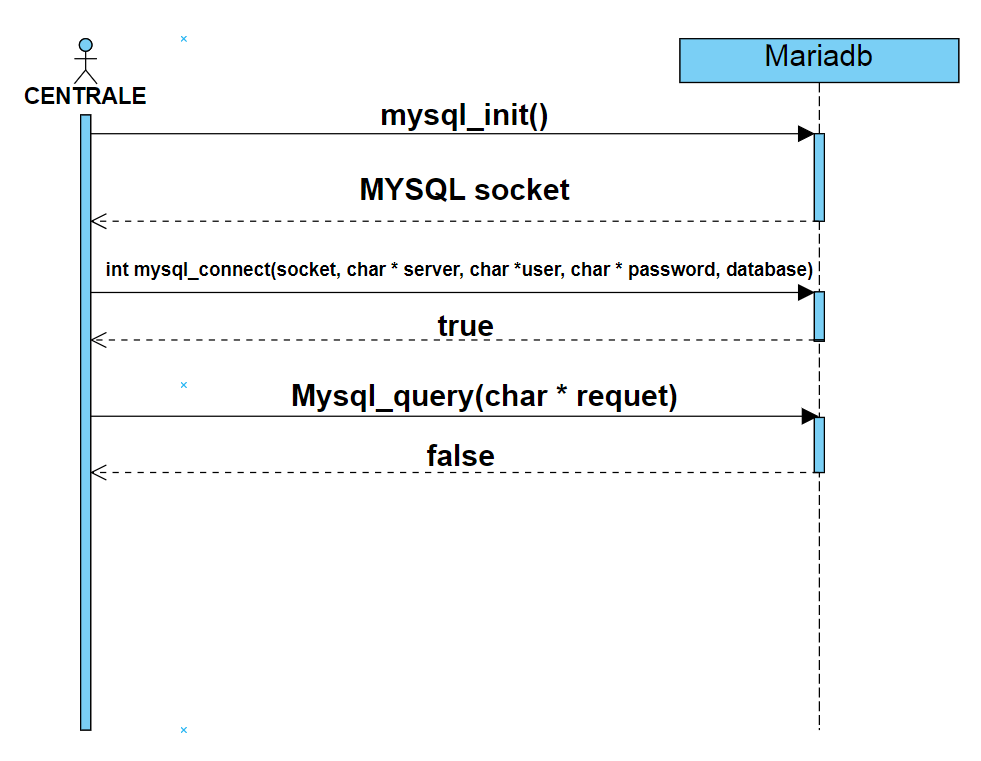 Mariadb
CENTRALE
mysql_init()
MYSQL socket
int mysql_connect(socket, char * server, char *user, char * password, database)
true
Mysql_query(char * requet)
false